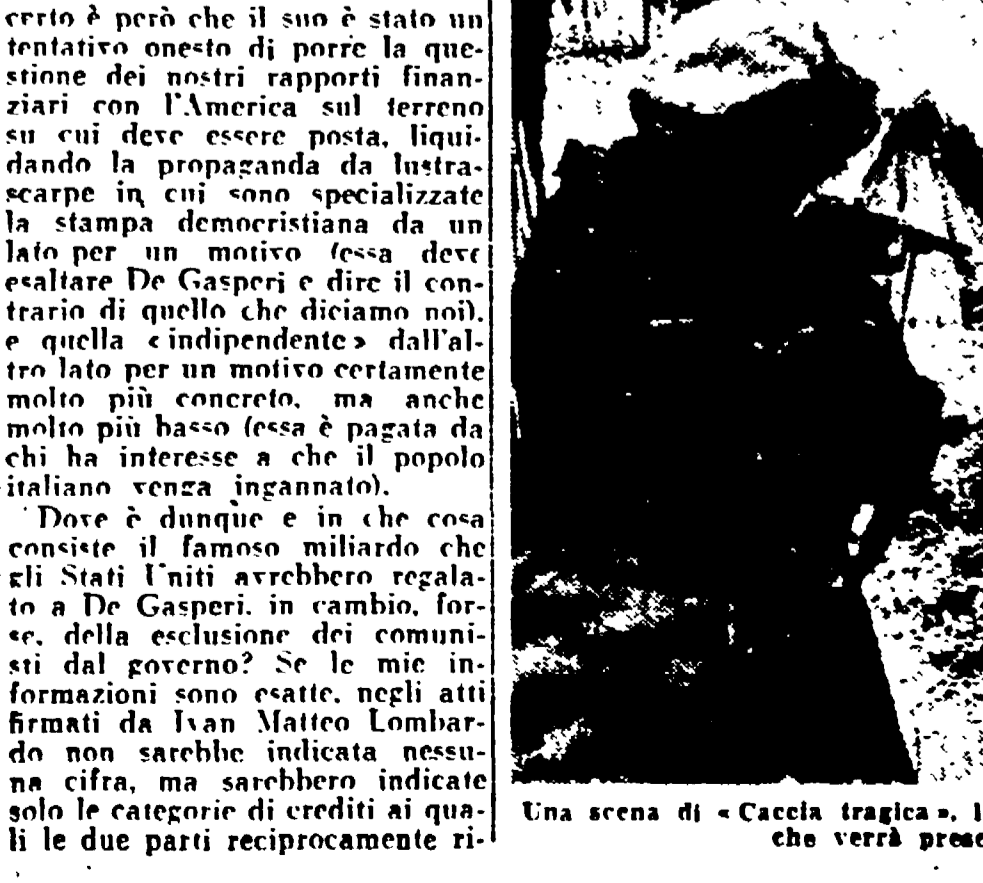 certo è però che il suo è stato un
tentativo onesto di porre la que-
stione dei nostri rapporti finan-
ziari con l'America sul terreno
su cui deve essere posta, liqui-
dando la propaganda da lustra-
scarpe in cui sono specializzate
la stampa democristiana da un
lato per un motivo (essa deve
esaltare De Gasperi e dire il con-
trario di quello che diciamo noi),
e quella «indipendente» dall'al-
tro lato per un motivo certamente
molto più concreto, ma anche
molto più basso (essa è pagata da
chi ha interesse a che il popolo
italiano venga ingannato).
Dove è dunque e in che cosa
consiste il famoso miliardo che
gli Stati Uniti avrebbero regala-
to a De Gasperi, in cambio, for-
se, della esclusione dei comuni-
sti dal governo? Se le mie in-
formazioni sono esatte, negli atti
firmati da Ivan Matteo Lombar-
do non sarebbe indicata nessu-
na cifra, ma sarebbero indicate
solo le categorie di crediti ai qua-
li le due parti reciprocamente ri-
Una scena di «Caccia tragica», l
che verrà prese